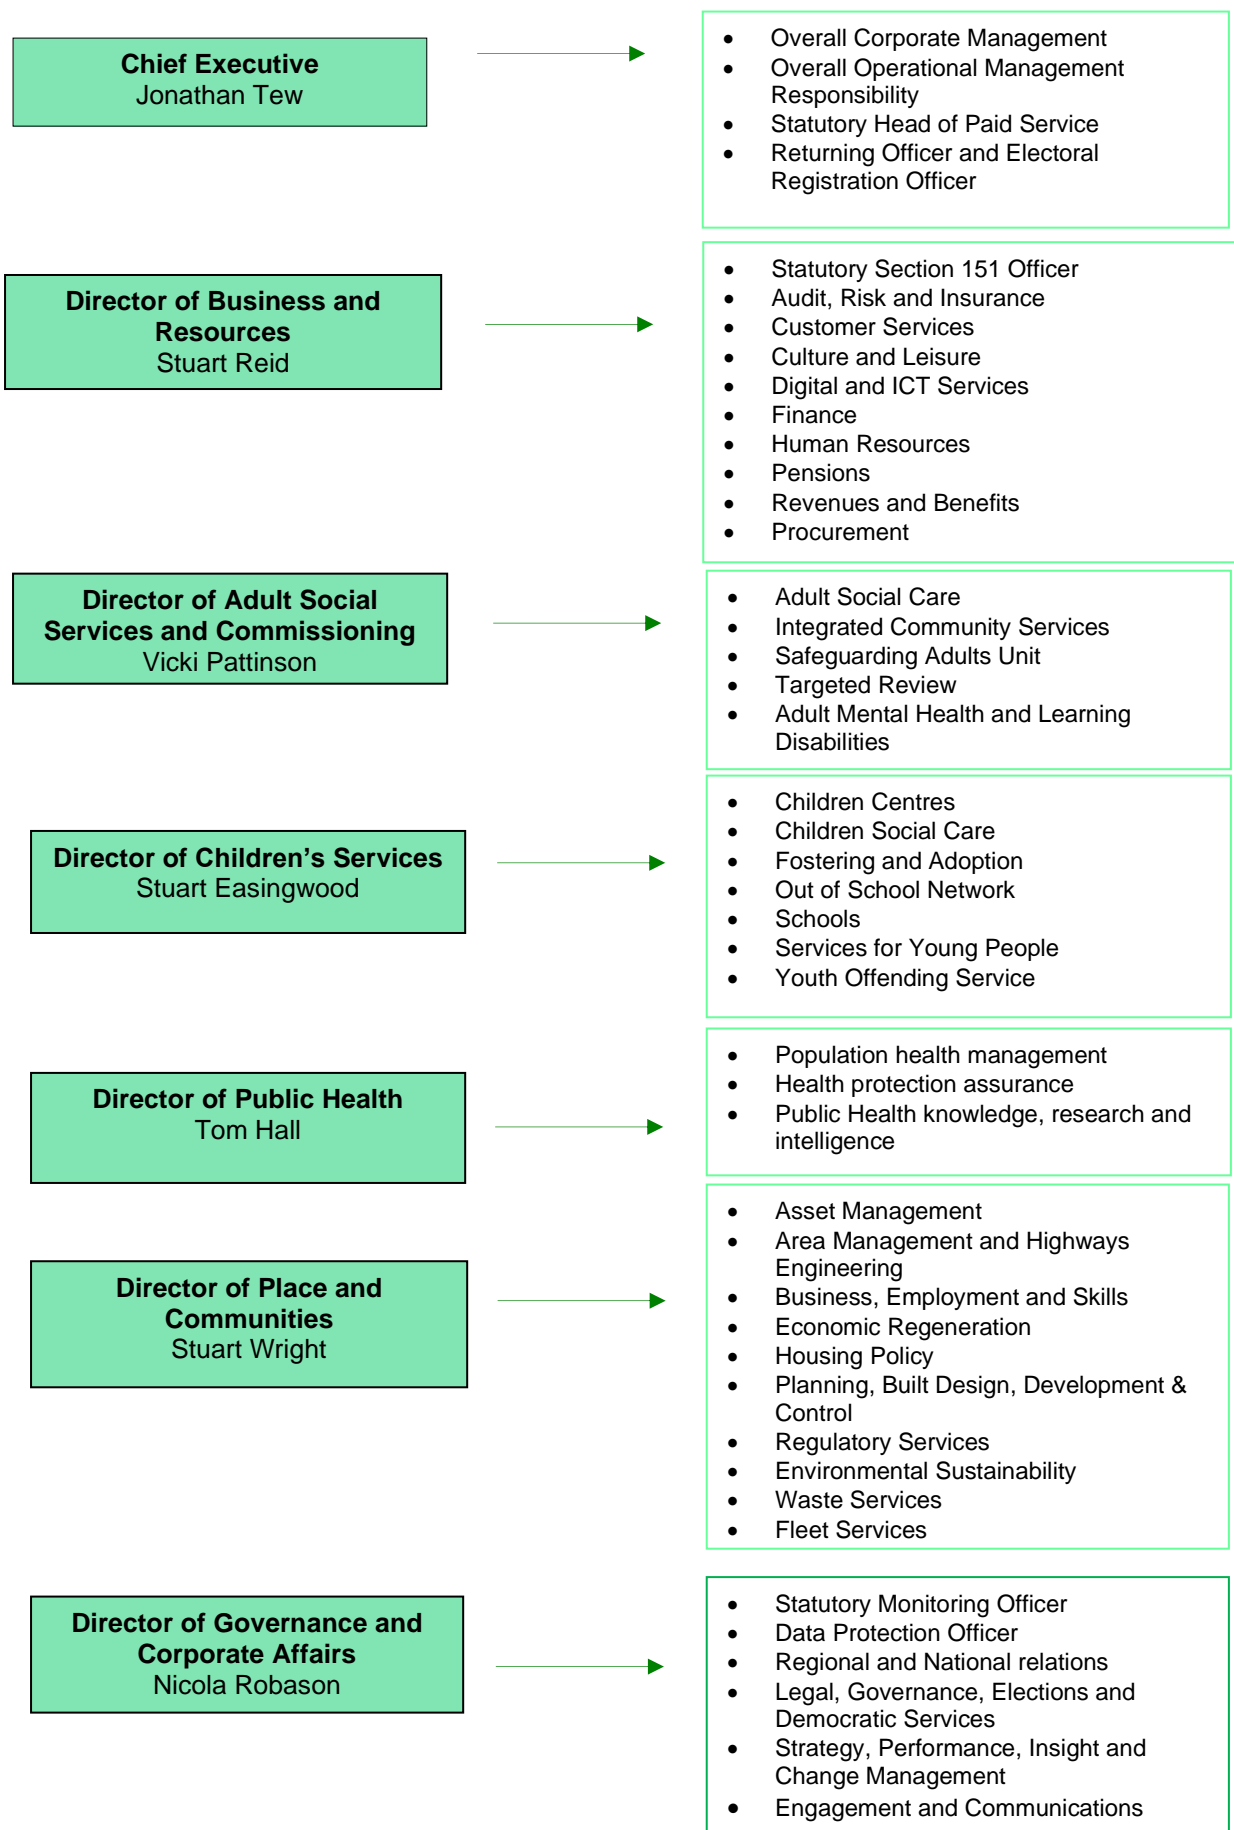 Chief Executive
Jonathan Tew
• Overall Corporate Management
• Overall Operational Management
Responsibility
• Statutory Head of Paid Service
• Returning Officer and Electoral
Registration Officer
Director of Business and
Resources
Stuart Reid
• Statutory Section 151 Officer
• Audit, Risk and Insurance
• Customer Services
• Culture and Leisure
• Digital and ICT Services
• Finance
• Human Resources
• Pensions
• Revenues and Benefits
• Procurement
Director of Adult Social
Services and Commissioning
Vicki Pattinson
• Adult Social Care
• Integrated Community Services
• Safeguarding Adults Unit
• Targeted Review
• Adult Mental Health and Learning
Disabilities
Director of Children’s Services
Stuart Easingwood
• Children Centres
• Children Social Care
• Fostering and Adoption
• Out of School Network
• Schools
• Services for Young People
• Youth Offending Service
Director of Public Health
Tom Hall
• Population health management
• Health protection assurance
• Public Health knowledge, research and
intelligence
Director of Place and
Communities
Stuart Wright
• Asset Management
• Area Management and Highways
Engineering
• Business, Employment and Skills
• Economic Regeneration
• Housing Policy
• Planning, Built Design, Development &
Control
• Regulatory Services
• Environmental Sustainability
• Waste Services
• Fleet Services
Director of Governance and
Corporate Affairs
Nicola Robason
• Statutory Monitoring Officer
• Data Protection Officer
• Regional and National relations
• Legal, Governance, Elections and
Democratic Services
• Strategy, Performance, Insight and
Change Management
• Engagement and Communications